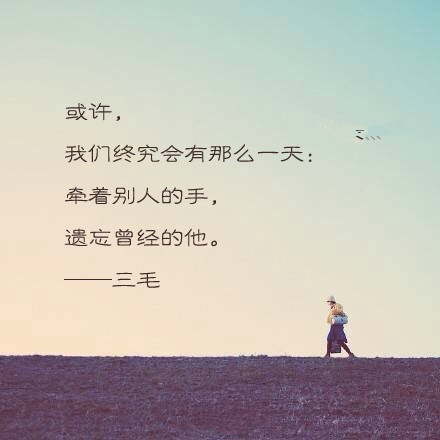 或许，
我们终究会有那么一天：
牵着别人的手，
遗忘曾经的他。
——三毛